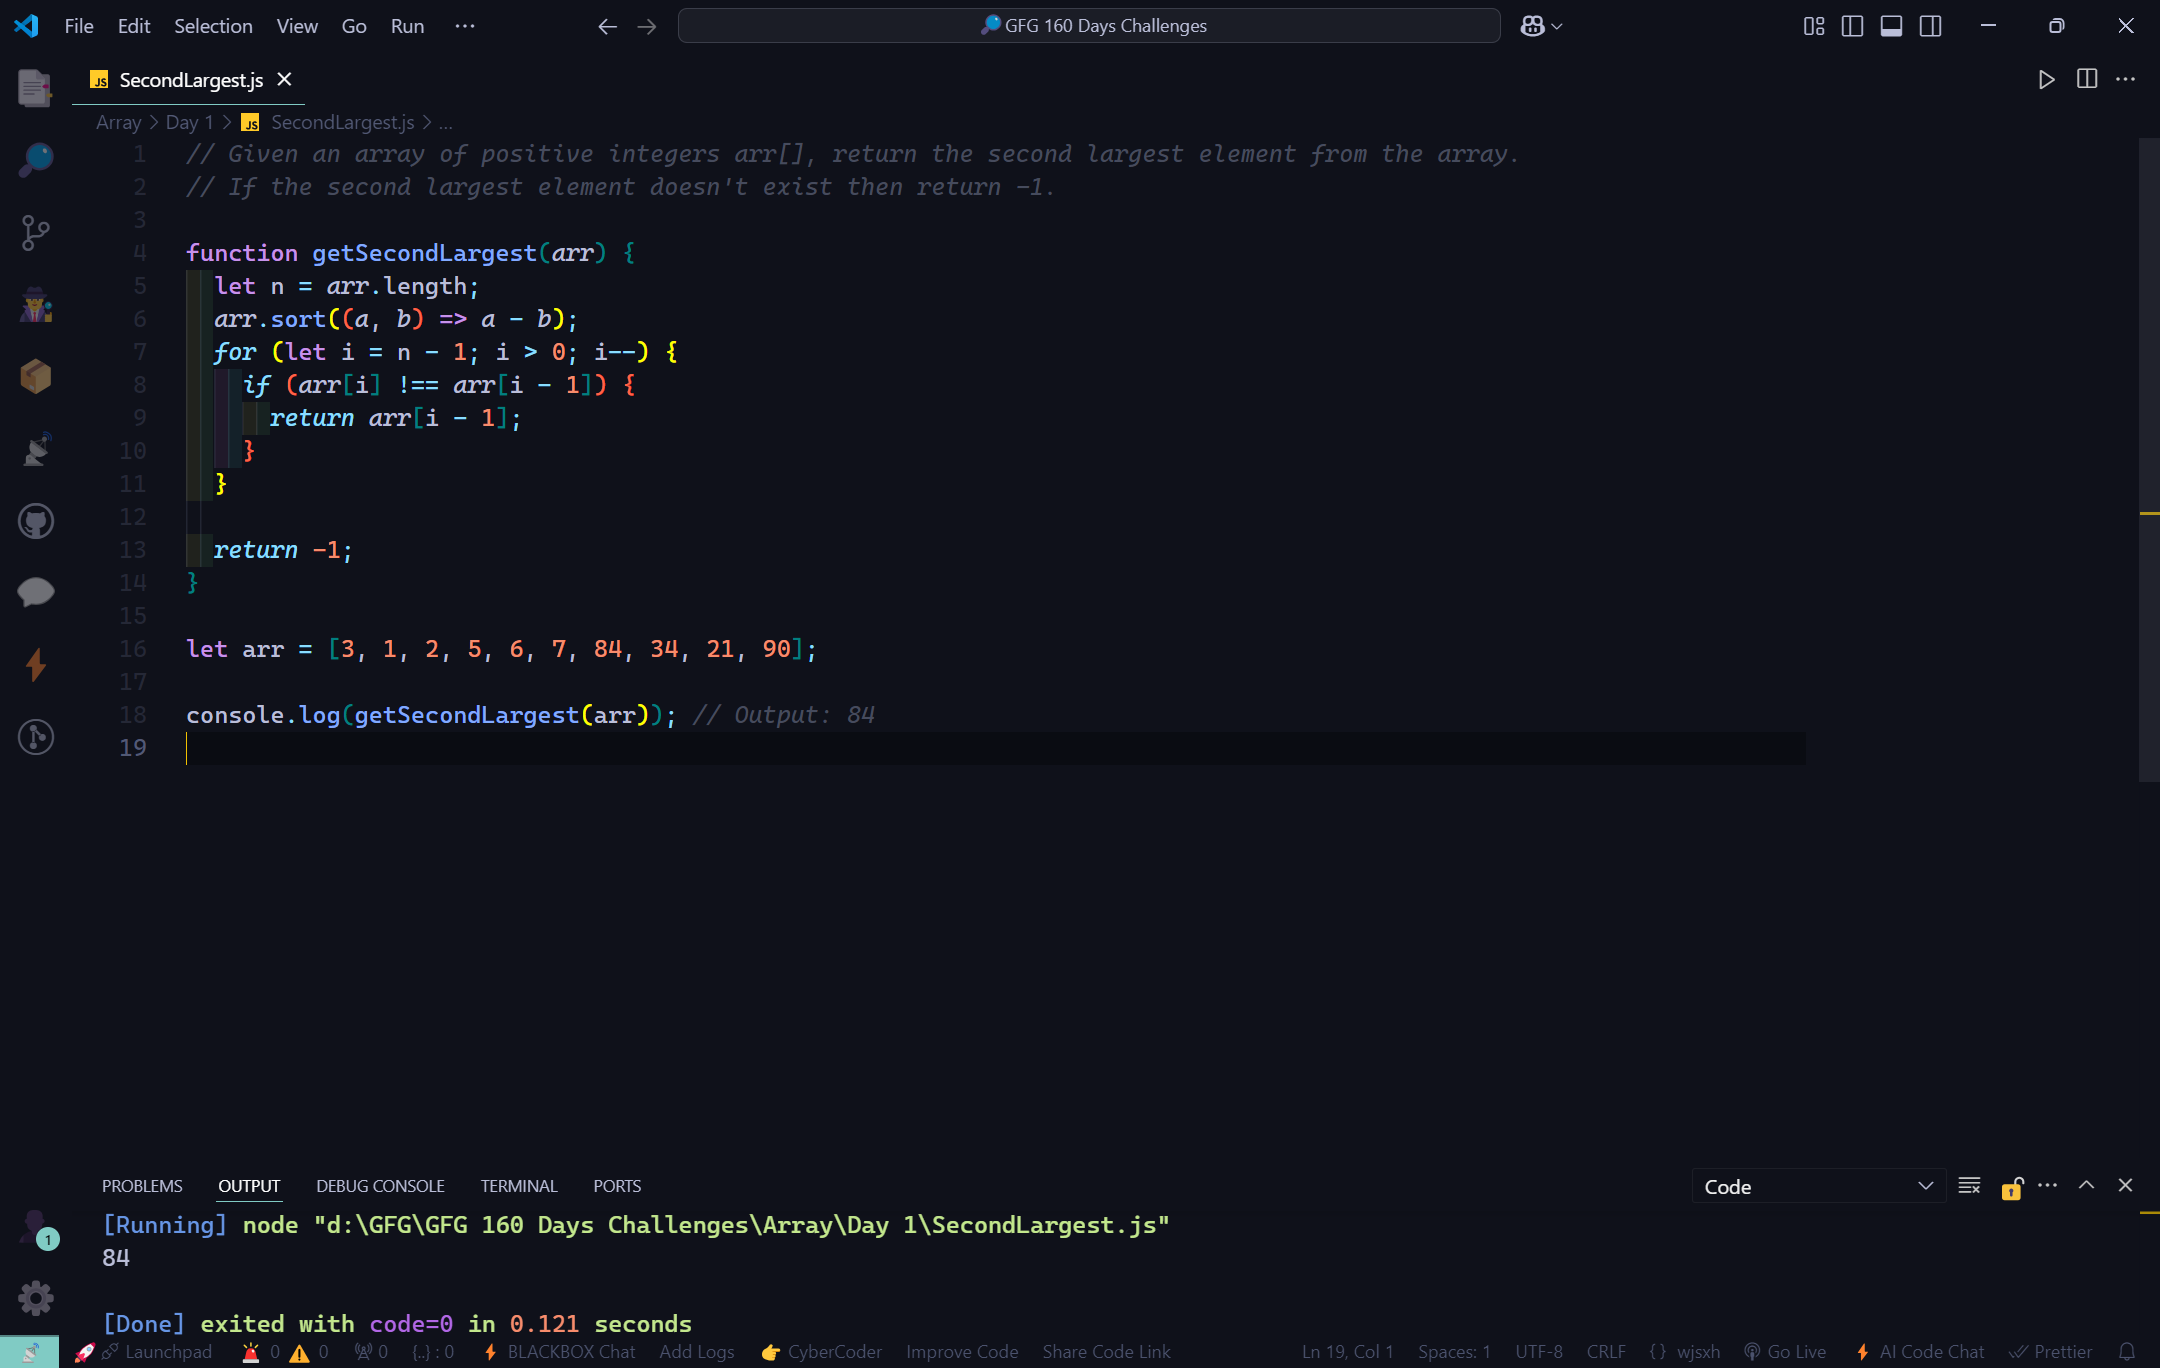 File Edit Selection View Go Run ··· GFG 160 Days Challenges
JS SecondLargest.js
Array > Day 1 > JS SecondLargest.js > ...
1 // Given an array of positive integers arr[], return the second largest element from the array.
2 // If the second largest element doesn't exist then return -1.
3
4 function getSecondLargest(arr) {
5 let n = arr.length;
6 arr.sort((a, b) => a - b);
7 for (let i = n - 1; i > 0; i--) {
8 if (arr[i] !== arr[i - 1]) {
9 return arr[i - 1];
10 }
11 }
12
13 return -1;
14 }
15
16 let arr = [3, 1, 2, 5, 6, 7, 84, 34, 21, 90];
17
18 console.log(getSecondLargest(arr)); // Output: 84
19
PROBLEMS OUTPUT DEBUG CONSOLE TERMINAL PORTS Code
[Running] node "d:\GFG\GFG 160 Days Challenges\Array\Day 1\SecondLargest.js"
84
1
[Done] exited with code=0 in 0.121 seconds
Launchpad 0 0 0 {..} : 0 BLACKBOX Chat Add Logs CyberCoder Improve Code Share Code Link Ln 19, Col 1 Spaces: 1 UTF-8 CRLF {} wjsxh Go Live AI Code Chat Prettier